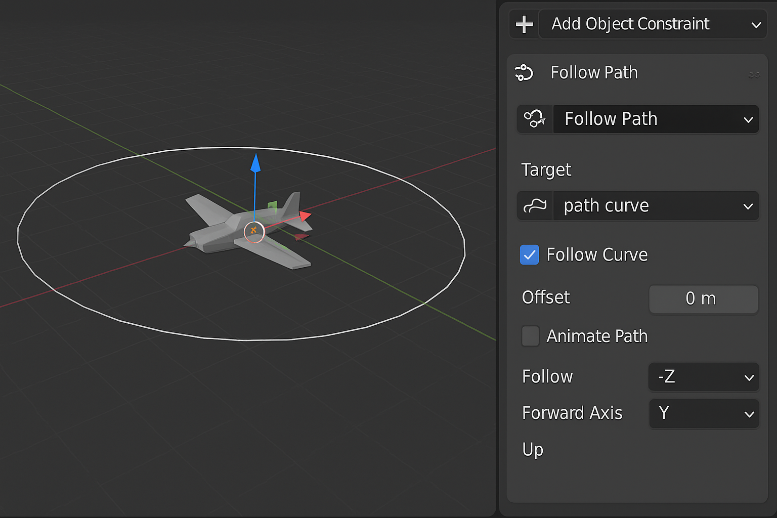 Add Object Constraint
Follow Path
Follow Path
Target
path curve
Follow Curve
Offset 0 m
Animate Path
Follow -Z
Forward Axis Y
Up